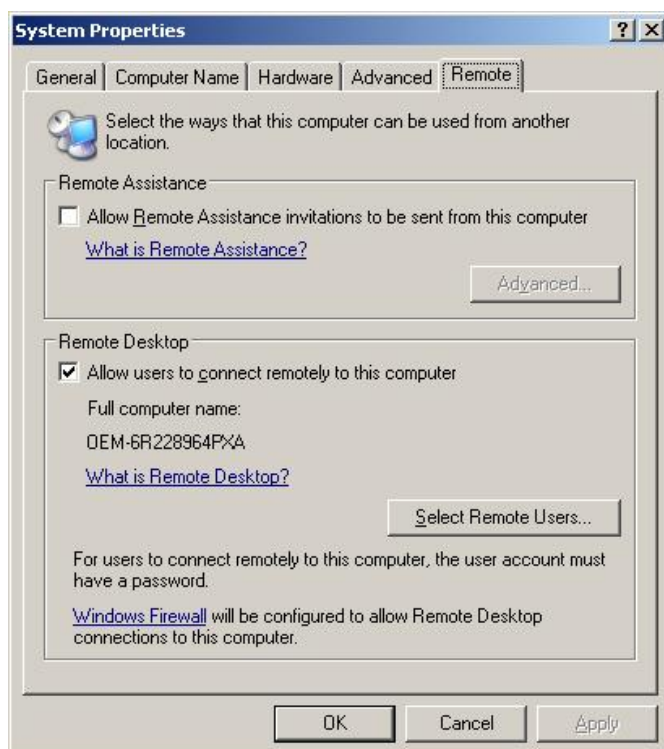 System Properties
? X
General Computer Name Hardware Advanced Remote
Select the ways that this computer can be used from another
location.
Remote Assistance
Allow Remote Assistance invitations to be sent from this computer
What is Remote Assistance?
Advanced...
Remote Desktop
Allow users to connect remotely to this computer
Full computer name:
OEM-6R228964PXA
What is Remote Desktop?
Select Remote Users...
For users to connect remotely to this computer, the user account must
have a password.
Windows Firewall will be configured to allow Remote Desktop
connections to this computer.
OK Cancel Apply